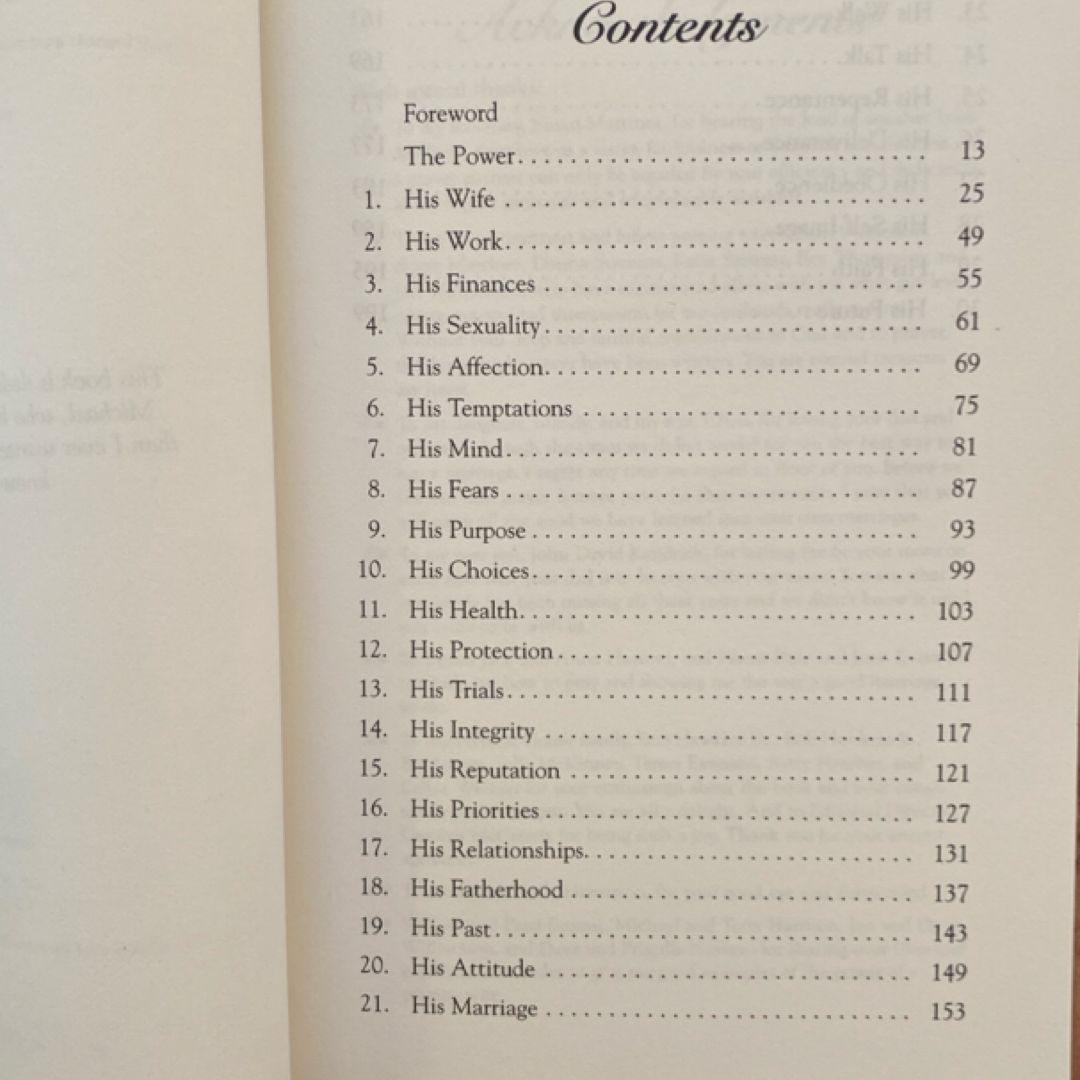 Contents
Foreword
The Power. . . . . . . . . . . . . . . . . . . . . . . . . . . . . . . . 13
1. His Wife . . . . . . . . . . . . . . . . . . . . . . . . . . . . . . . . 25
2. His Work. . . . . . . . . . . . . . . . . . . . . . . . . . . . . . . . 49
3. His Finances . . . . . . . . . . . . . . . . . . . . . . . . . . . . . 55
4. His Sexuality. . . . . . . . . . . . . . . . . . . . . . . . . . . . . 61
5. His Affection. . . . . . . . . . . . . . . . . . . . . . . . . . . . . 69
6. His Temptations . . . . . . . . . . . . . . . . . . . . . . . . . . 75
7. His Mind. . . . . . . . . . . . . . . . . . . . . . . . . . . . . . . . 81
8. His Fears . . . . . . . . . . . . . . . . . . . . . . . . . . . . . . . . 87
9. His Purpose . . . . . . . . . . . . . . . . . . . . . . . . . . . . . . 93
10. His Choices. . . . . . . . . . . . . . . . . . . . . . . . . . . . . . 99
11. His Health. . . . . . . . . . . . . . . . . . . . . . . . . . . . . . . 103
12. His Protection . . . . . . . . . . . . . . . . . . . . . . . . . . . . 107
13. His Trials. . . . . . . . . . . . . . . . . . . . . . . . . . . . . . . . 111
14. His Integrity . . . . . . . . . . . . . . . . . . . . . . . . . . . . . 117
15. His Reputation . . . . . . . . . . . . . . . . . . . . . . . . . . . 121
16. His Priorities . . . . . . . . . . . . . . . . . . . . . . . . . . . . . 127
17. His Relationships. . . . . . . . . . . . . . . . . . . . . . . . . . 131
18. His Fatherhood . . . . . . . . . . . . . . . . . . . . . . . . . . . 137
19. His Past . . . . . . . . . . . . . . . . . . . . . . . . . . . . . . . . . 143
20. His Attitude . . . . . . . . . . . . . . . . . . . . . . . . . . . . . 149
21. His Marriage . . . . . . . . . . . . . . . . . . . . . . . . . . . . . 153